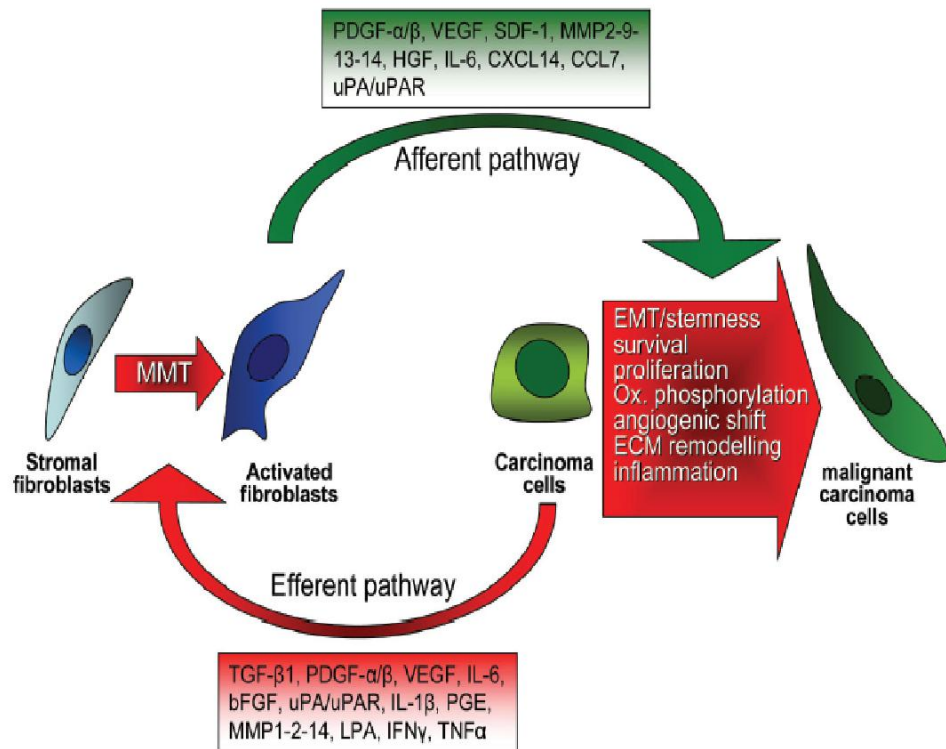 PDGF-α/β, VEGF, SDF-1, MMP2-9-
13-14, HGF, IL-6, CXCL14, CCL7,
uPA/uPAR
Afferent pathway
MMT
EMT/stemness
survival
proliferation
Ox. phosphorylation
angiogenic shift
ECM remodelling
inflammation
Stromal
fibroblasts
Activated
fibroblasts
Carcinoma
cells
malignant
carcinoma
cells
Efferent pathway
TGF-β1, PDGF-α/β, VEGF, IL-6,
bFGF, uPA/uPAR, IL-1β, PGE,
MMP1-2-14, LPA, IFNγ, TNFα